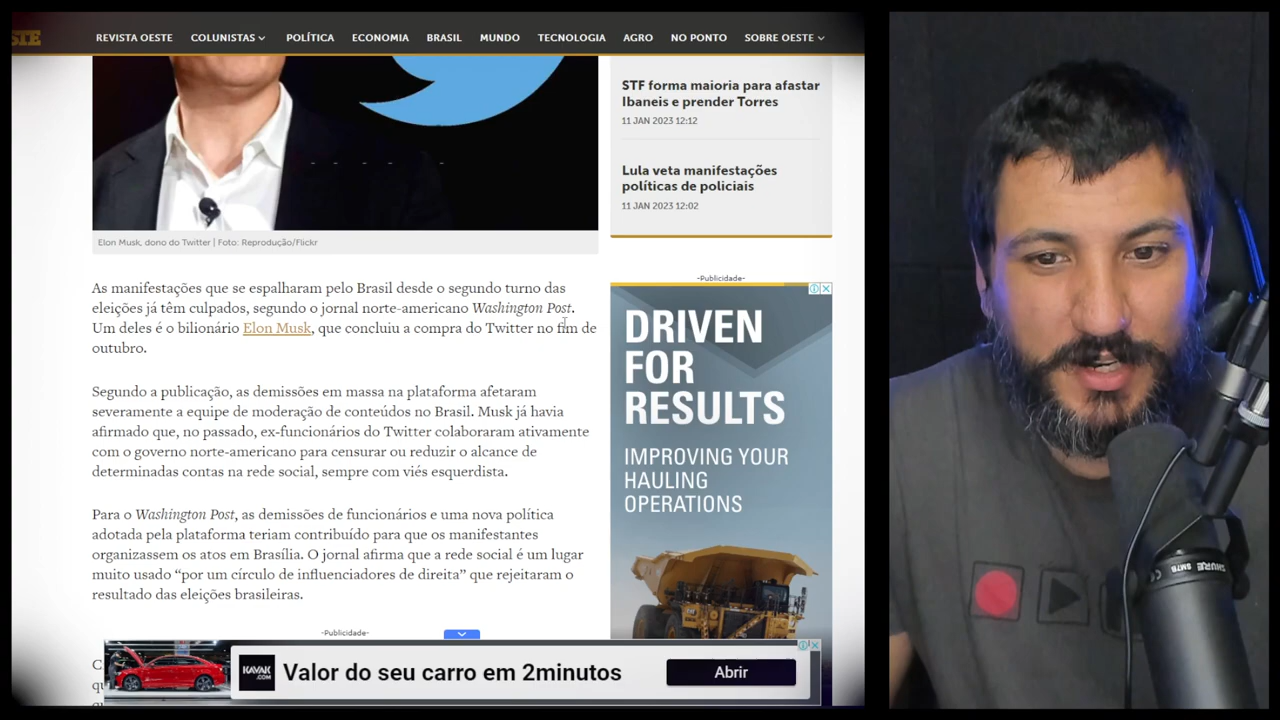 STE
REVISTA OESTE COLUNISTAS POLÍTICA ECONOMIA BRASIL MUNDO TECNOLOGIA AGRO NO PONTO SOBRE OESTE
Elon Musk, dono do Twitter | Foto: Reprodução/Flickr
As manifestações que se espalharam pelo Brasil desde o segundo turno das
eleições já têm culpados, segundo o jornal norte-americano Washington Post.
Um deles é o bilionário Elon Musk, que concluiu a compra do Twitter no fim de
outubro.
Segundo a publicação, as demissões em massa na plataforma afetaram
severamente a equipe de moderação de conteúdos no Brasil. Musk já havia
afirmado que, no passado, ex-funcionários do Twitter colaboraram ativamente
com o governo norte-americano para censurar ou reduzir o alcance de
determinadas contas na rede social, sempre com viés esquerdista.
Para o Washington Post, as demissões de funcionários e uma nova política
adotada pela plataforma teriam contribuído para que os manifestantes
organizassem os atos em Brasília. O jornal afirma que a rede social é um lugar
muito usado “por um círculo de influenciadores de direita” que rejeitaram o
resultado das eleições brasileiras.
-Publicidade-
STF forma maioria para afastar
Ibaneis e prender Torres
11 JAN 2023 12:12
Lula veta manifestações
políticas de policiais
11 JAN 2023 12:02
-Publicidade-
DRIVEN
FOR
RESULTS
IMPROVING YOUR
HAULING
OPERATIONS
KAVAK
.COM
Valor do seu carro em 2minutos
Abrir
SHURE SM7B